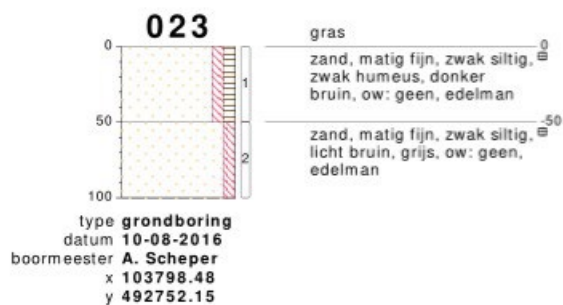 023
gras
0
0
zand, matig fijn, zwak siltig,
zwak humeus, donker
bruin, ow: geen, edelman
1
50
-50
zand, matig fijn, zwak siltig,
licht bruin, grijs, ow: geen,
edelman
2
100
type grondboring
datum 10-08-2016
boormeester A. Scheper
x 103798.48
y 492752.15